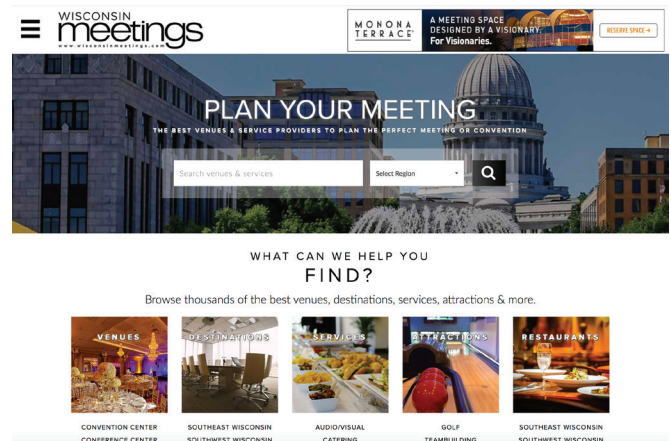 WISCONSIN
meetings
www.wisconsinmeetings.com
MONONA
TERRACE
A MEETING SPACE
DESIGNED BY A VISIONARY.
For Visionaries.
RESERVE SPACE
PLAN YOUR MEETING
THE BEST VENUES & SERVICE PROVIDERS TO PLAN THE PERFECT MEETING OR CONVENTION
Search venues & services
Select Region
WHAT CAN WE HELP YOU
FIND?
Browse thousands of the best venues, destinations, services, attractions & more.
VENUES
DESTINATIONS
SERVICES
ATTRACTIONS
RESTAURANTS
CONVENTION CENTER
SOUTHEAST WISCONSIN
AUDIO/VISUAL
GOLF
SOUTHEAST WISCONSIN
CONFERENCE CENTER
SOUTHWEST WISCONSIN
CATERING
TEAMBUILDING
SOUTHWEST WISCONSIN